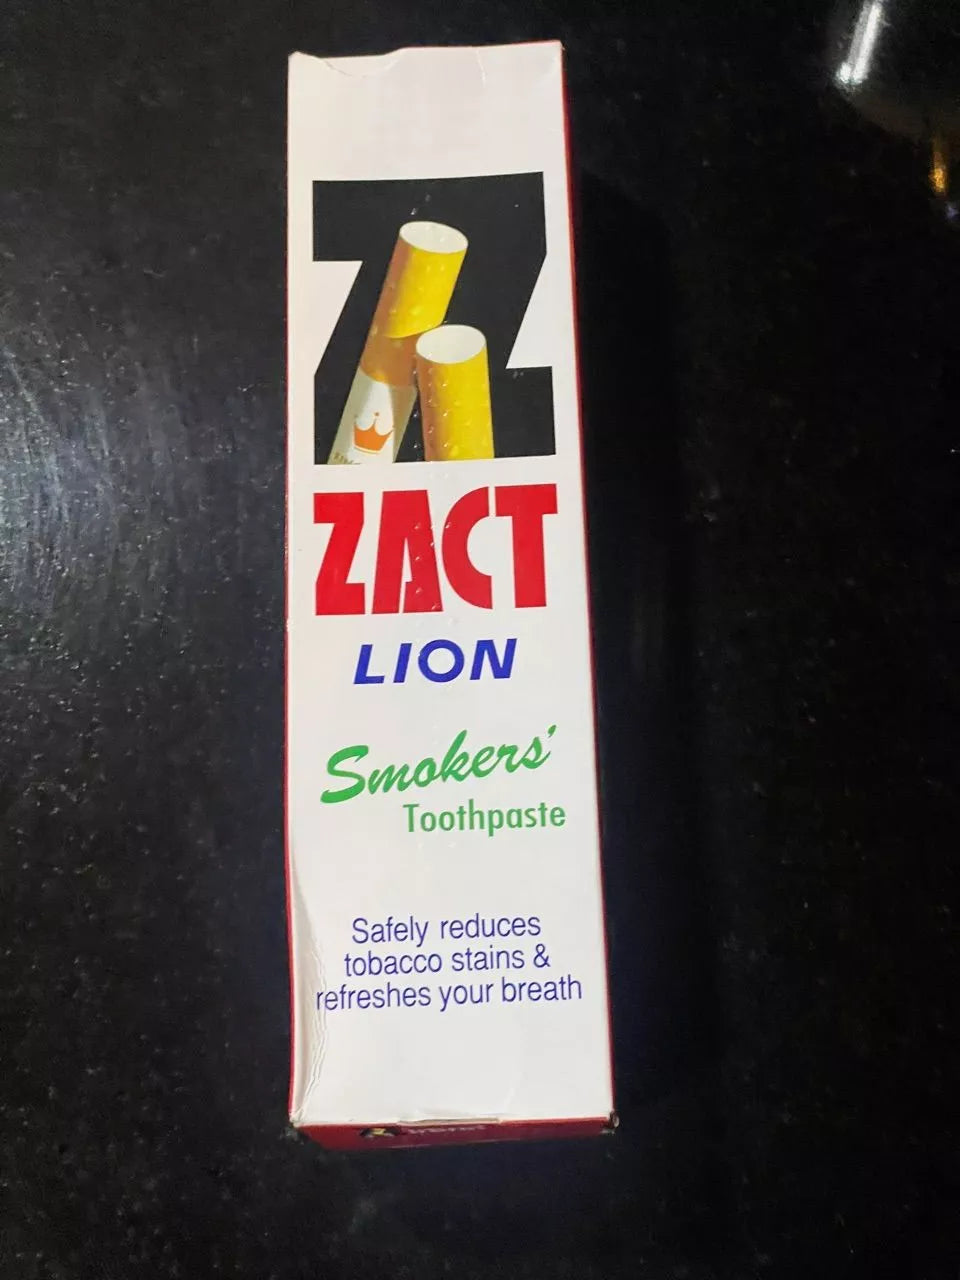 Z
ZACT
LION
Smokers'
Toothpaste
Safely reduces
tobacco stains &
refreshes your breath